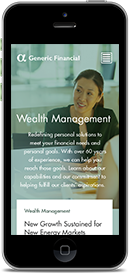 α Generic Financial
Wealth Management
Redefining personal solutions to
meet your financial needs and
personal goals. With over 60 years
of experience, we can help you
reach those goals. Learn about our
capabilities and our commitment to
helping fulfill our clients' aspirations.
Wealth Management
New Growth Sustained for
New Energy Markets